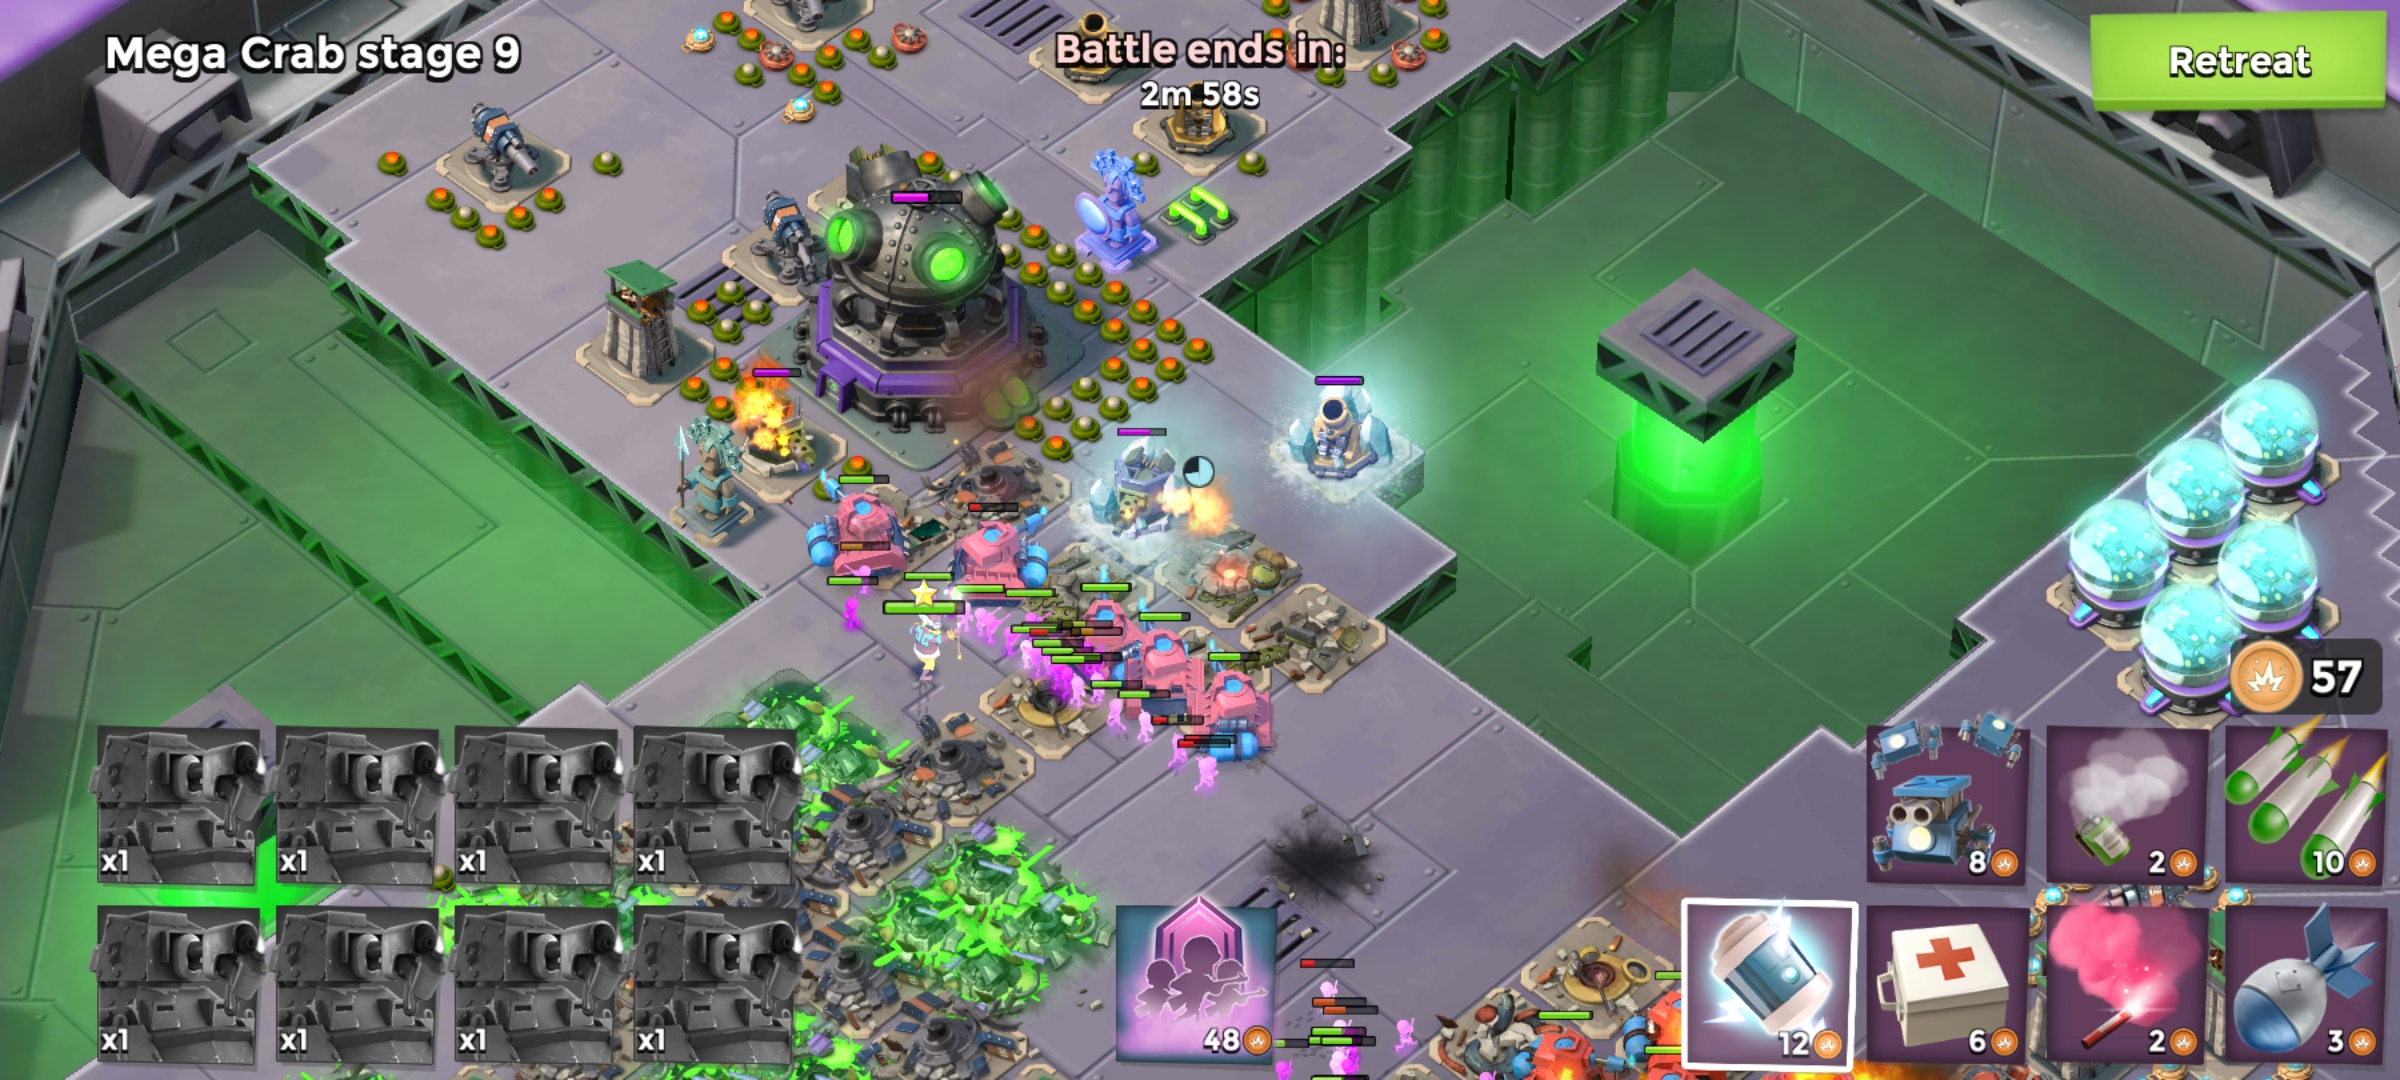 Mega Crab stage 9
Battle ends in:
2m 58s
Retreat
57
x1
x1
x1
x1
8
2
10
x1
x1
x1
x1
48
12
6
2
3